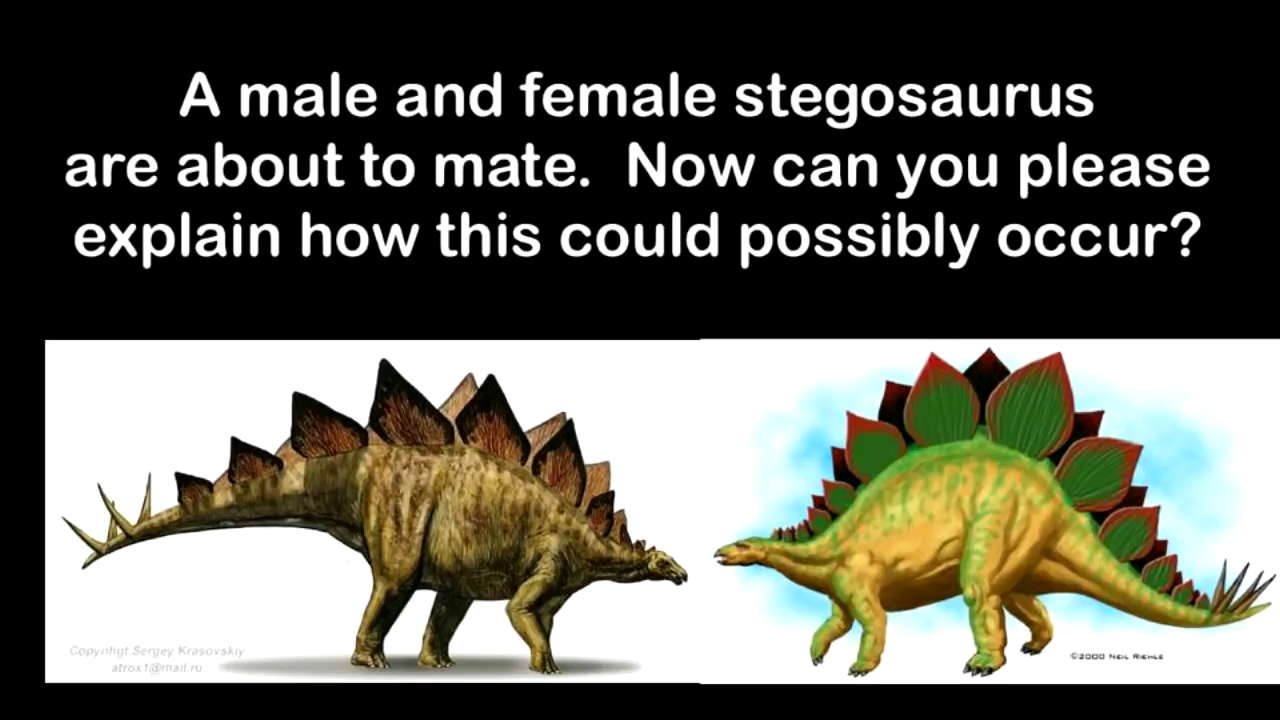 A male and female stegosaurus
are about to mate. Now can you please
explain how this could possibly occur?
Copyrihgt Sergey Krasovskiy
atrox1@mail.ru
©2000 Neil Riehle